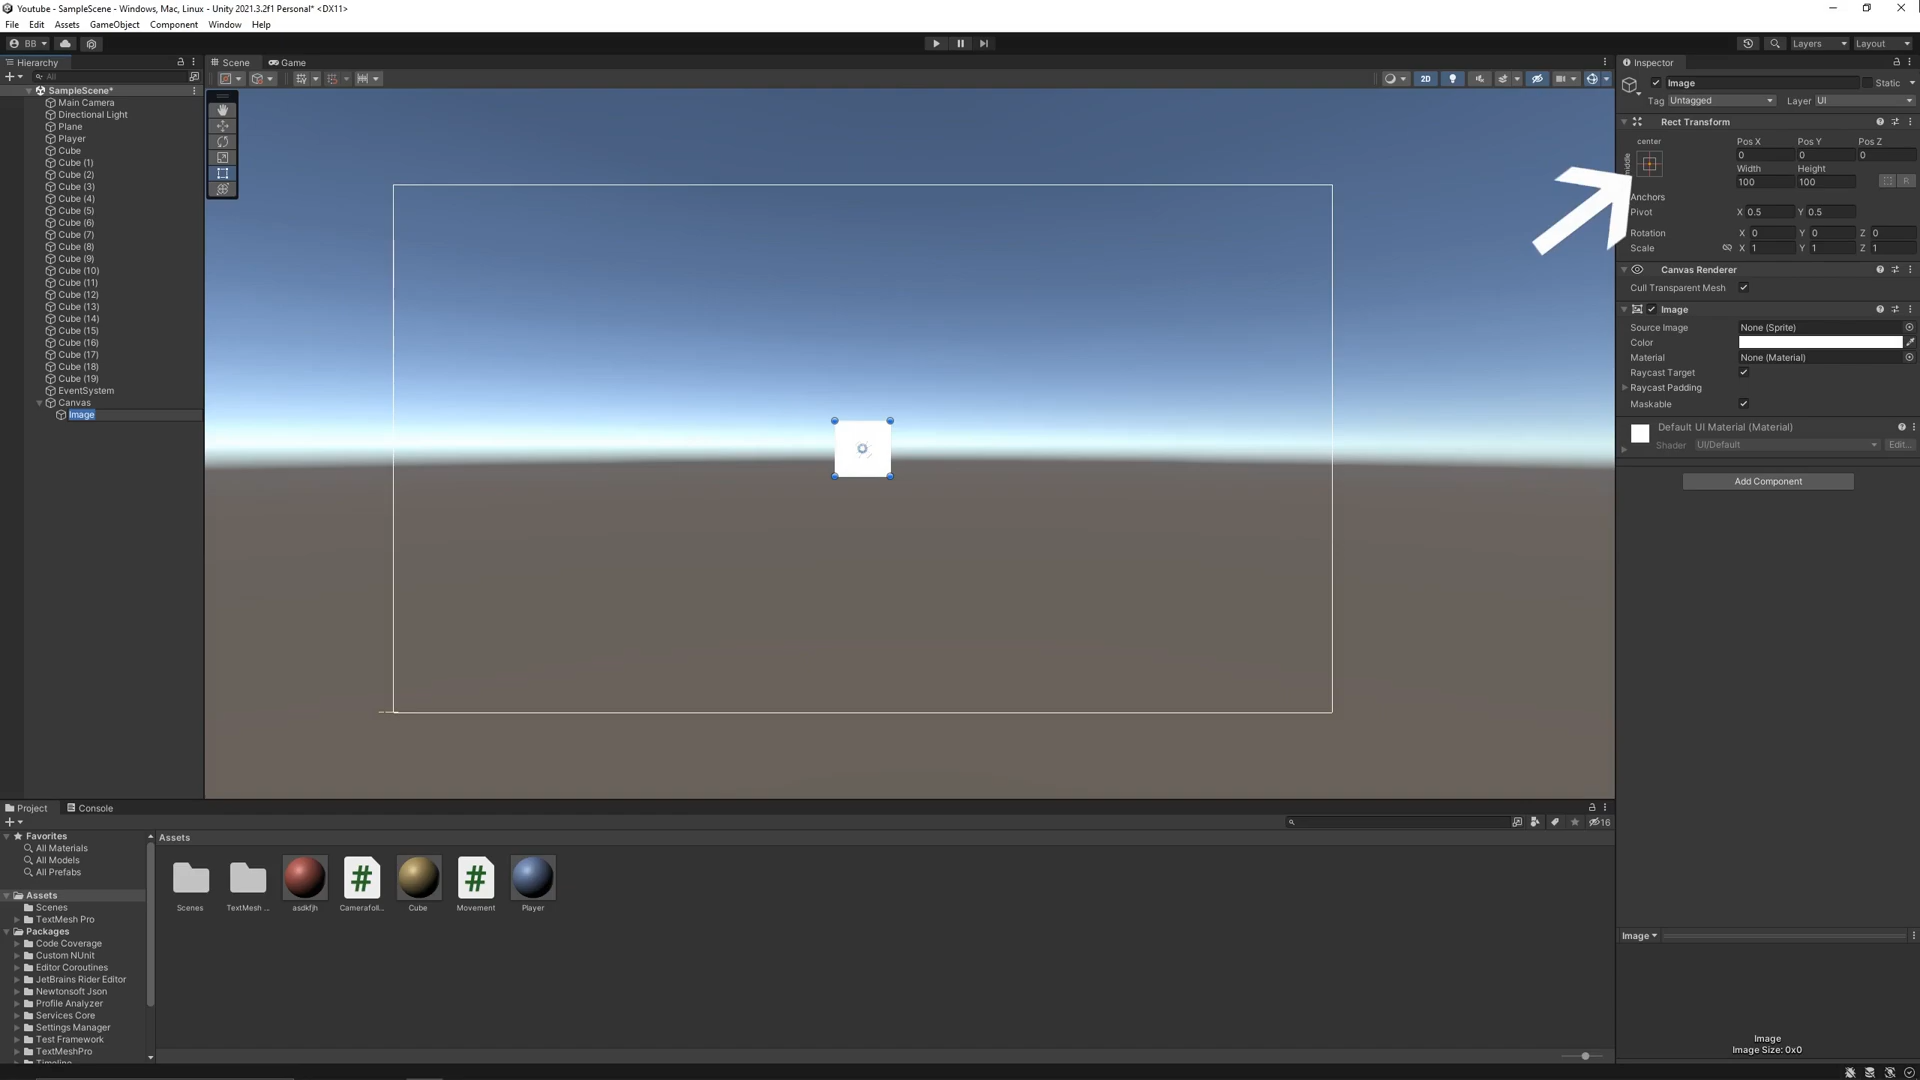 Youtube - SampleScene - Windows, Mac, Linux - Unity 2021.3.2f1 Personal* <DX11>
File Edit Assets GameObject Component Window Help
BB
Layers
Layout
Hierarchy
All
SampleScene*
Main Camera
Directional Light
Plane
Player
Cube
Cube (1)
Cube (2)
Cube (3)
Cube (4)
Cube (5)
Cube (6)
Cube (7)
Cube (8)
Cube (9)
Cube (10)
Cube (11)
Cube (12)
Cube (13)
Cube (14)
Cube (15)
Cube (16)
Cube (17)
Cube (18)
Cube (19)
EventSystem
Canvas
Image
Scene Game
2D
Inspector
Image Static
Tag Untagged Layer UI
Rect Transform
center Pos X Pos Y Pos Z
0 0 0
Width Height
100 100 R
Anchors
Pivot X 0.5 Y 0.5
Rotation X 0 Y 0 Z 0
Scale X 1 Y 1 Z 1
Canvas Renderer
Cull Transparent Mesh
Image
Source Image None (Sprite)
Color
Material None (Material)
Raycast Target
Raycast Padding
Maskable
Default UI Material (Material)
Shader UI/Default Edit...
Add Component
Image
Image
Image Size: 0x0
Project Console
16
Favorites
All Materials
All Models
All Prefabs
Assets
Scenes
TextMesh Pro
Packages
Code Coverage
Custom NUnit
Editor Coroutines
JetBrains Rider Editor
Newtonsoft Json
Profile Analyzer
Services Core
Settings Manager
Test Framework
TextMeshPro
Assets
Scenes TextMesh ... asdkfjh Camerafoll... Cube Movement Player